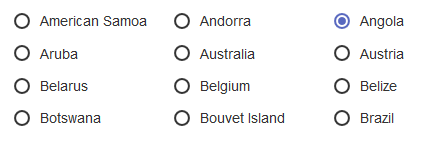 American Samoa Andorra Angola
Aruba Australia Austria
Belarus Belgium Belize
Botswana Bouvet Island Brazil